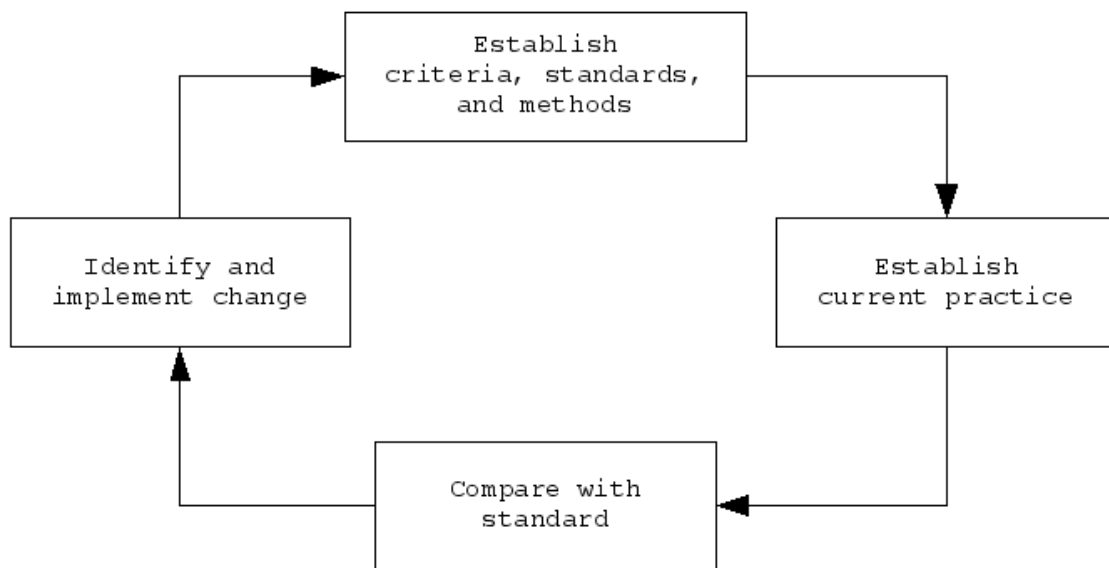 Establish
criteria, standards,
and methods
Identify and
implement change
Establish
current practice
Compare with
standard